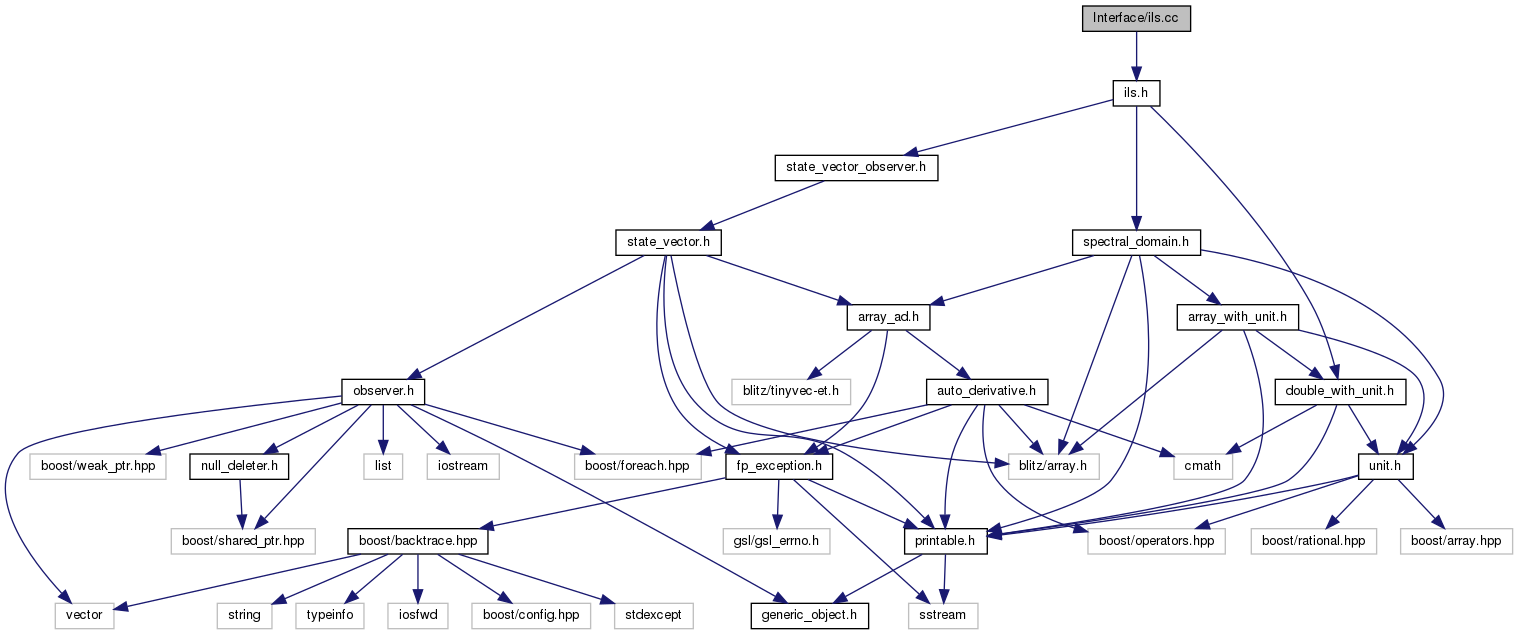 Interface/ils.cc
ils.h
state_vector_observer.h
state_vector.h
spectral_domain.h
array_ad.h
array_with_unit.h
observer.h
blitz/tinyvec-et.h
auto_derivative.h
double_with_unit.h
boost/weak_ptr.hpp
null_deleter.h
list
iostream
boost/foreach.hpp
fp_exception.h
blitz/array.h
cmath
unit.h
boost/shared_ptr.hpp
boost/backtrace.hpp
gsl/gsl_errno.h
printable.h
boost/operators.hpp
boost/rational.hpp
boost/array.hpp
vector
string
typeinfo
iosfwd
boost/config.hpp
stdexcept
generic_object.h
sstream